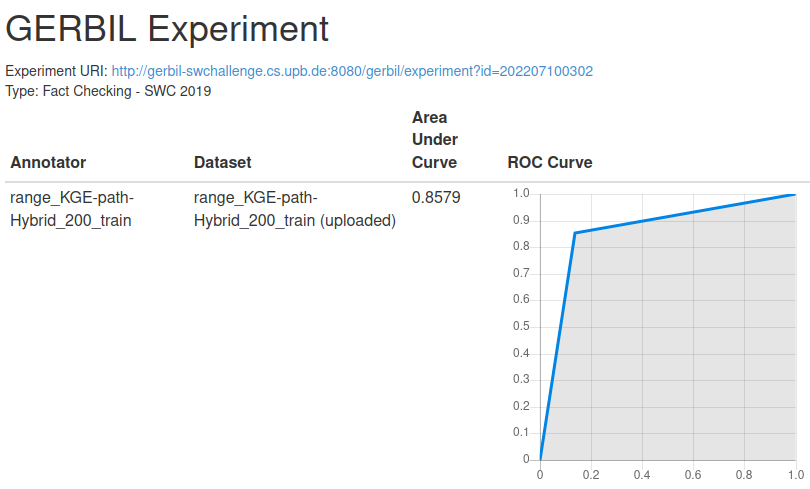 GERBIL Experiment
Experiment URI: http://gerbil-swchallenge.cs.upb.de:8080/gerbil/experiment?id=202207100302
Type: Fact Checking - SWC 2019
Annotator
Dataset
Area
Under
Curve
ROC Curve
range_KGE-path-
Hybrid_200_train
range_KGE-path-
Hybrid_200_train (uploaded)
0.8579
1.0
0.9
0.8
0.7
0.6
0.5
0.4
0.3
0.2
0.1
0
0 0.2 0.4 0.6 0.8 1.0